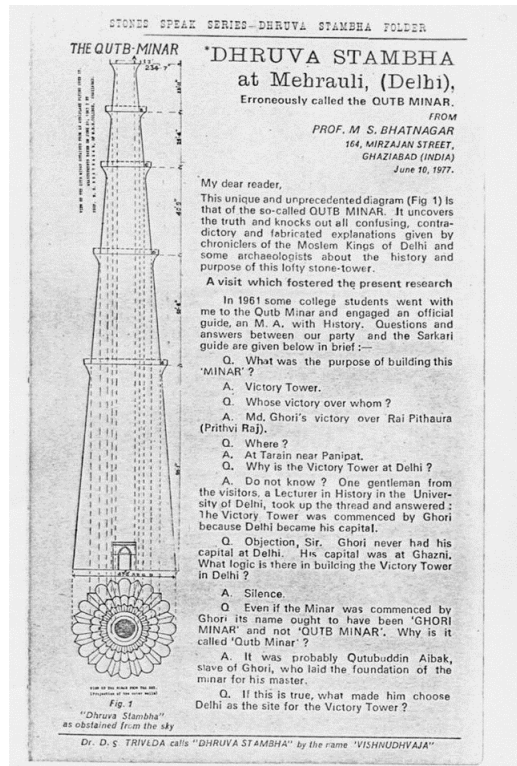 STONES SPEAK SERIES—DHRUVA STAMBHA FOLDER
THE QUTB-MINAR
234'-7"
"DHRUVA STAMBHA
at Mehrauli, (Delhi),
Erroneously called the QUTB MINAR.
FROM
PROF. M S. BHATNAGAR
164, MIRZAJAN STREET,
GHAZIABAD (INDIA)
June 10, 1977.
My dear reader,
This unique and unprecedented diagram (Fig 1) is
that of the so-called QUTB MINAR. It uncovers
the truth and knocks out all confusing, contra-
dictory and fabricated explanations given by
chroniclers of the Moslem Kings of Delhi and
some archaeologists about the history and
purpose of this lofty stone-tower.
A visit which fostered the present research
In 1961 some college students went with
me to the Qutb Minar and engaged an official
guide, an M. A. with History. Questions and
answers between our party and the Sarkari
guide are given below in brief :—
Q. What was the purpose of building this
'MINAR' ?
A. Victory Tower.
Q. Whose victory over whom ?
A. Md. Ghori's victory over Rai Pithaura
(Prithvi Raj).
Q. Where ?
A. At Tarain near Panipat.
Q. Why is the Victory Tower at Delhi ?
A. Do not know ? One gentleman from
the visitors, a Lecturer in History in the Univer-
sity of Delhi, took up the thread and answered :
The Victory Tower was commenced by Ghori
because Delhi became his capital.
Q. Objection, Sir. Ghori never had his
capital at Delhi. His capital was at Ghazni.
What logic is there in building the Victory Tower
in Delhi ?
A. Silence.
Q Even if the Minar was commenced by
Ghori its name ought to have been 'GHORI
MINAR' and not 'QUTB MINAR'. Why is it
called 'Qutb Minar' ?
A. It was probably Qutubuddin Aibak,
slave of Ghori, who laid the foundation of the
minar for his master.
Q. If this is true, what made him choose
Delhi as the site for the Victory Tower ?
VIEW OF THE MINAR FROM THE SKY.
Fig. 1
"Dhruva Stambha"
as obstained from the sky
Dr. D. S TRIVEDA calls "DHRUVA STAMBHA" by the name 'VISHNUDHVAJA"